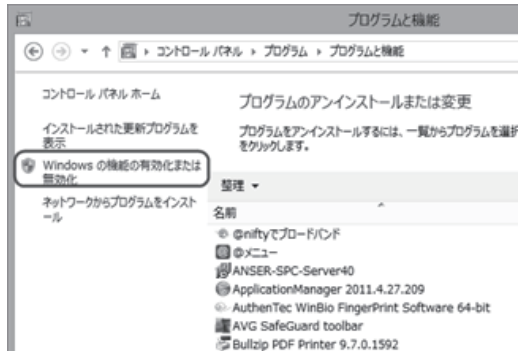 プログラムと機能
コントロール パネル ▸ プログラム ▸ プログラムと機能
コントロール パネル ホーム
インストールされた更新プログラムを
表示
Windows の機能の有効化または
無効化
ネットワークからプログラムをインスト
ール
プログラムのアンインストールまたは変更
プログラムをアンインストールするには、一覧からプログラムを選択
をクリックします。
整理
名前
@niftyでブロードバンド
@メニュー
ANSER-SPC-Server40
ApplicationManager 2011.4.27.209
AuthenTec WinBio FingerPrint Software 64-bit
AVG SafeGuard toolbar
Bullzip PDF Printer 9.7.0.1592